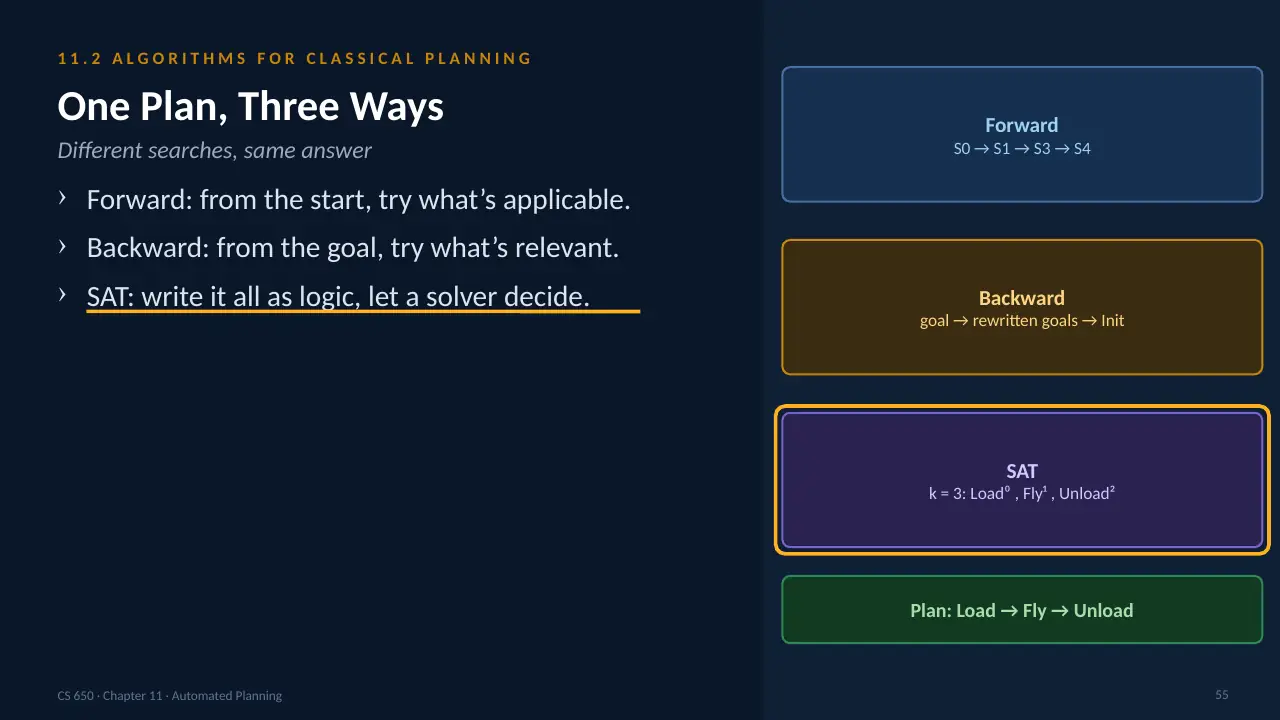 11.2 ALGORITHMS FOR CLASSICAL PLANNING
One Plan, Three Ways
Different searches, same answer
› Forward: from the start, try what’s applicable.
› Backward: from the goal, try what’s relevant.
› SAT: write it all as logic, let a solver decide.
Forward
S0 → S1 → S3 → S4
Backward
goal → rewritten goals → Init
SAT
k = 3: Load⁰ , Fly¹ , Unload²
Plan: Load → Fly → Unload
CS 650 · Chapter 11 · Automated Planning
55